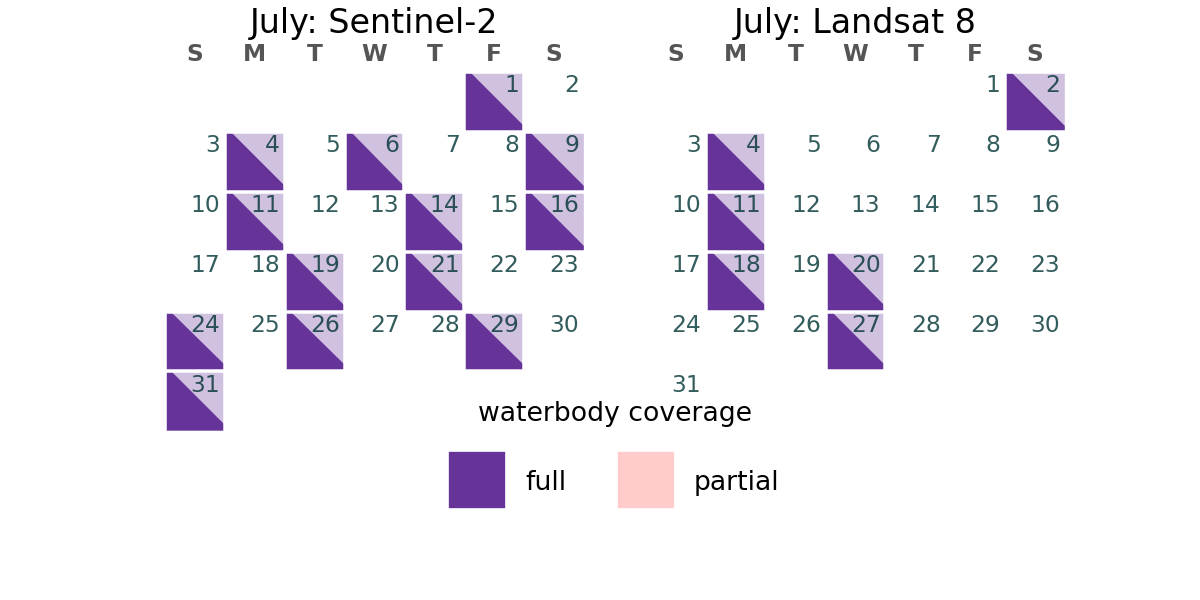 July: Sentinel-2
S M T W T F S
1 2
3 4 5 6 7 8 9
10 11 12 13 14 15 16
17 18 19 20 21 22 23
24 25 26 27 28 29 30
31
July: Landsat 8
S M T W T F S
1 2
3 4 5 6 7 8 9
10 11 12 13 14 15 16
17 18 19 20 21 22 23
24 25 26 27 28 29 30
31
waterbody coverage
full partial